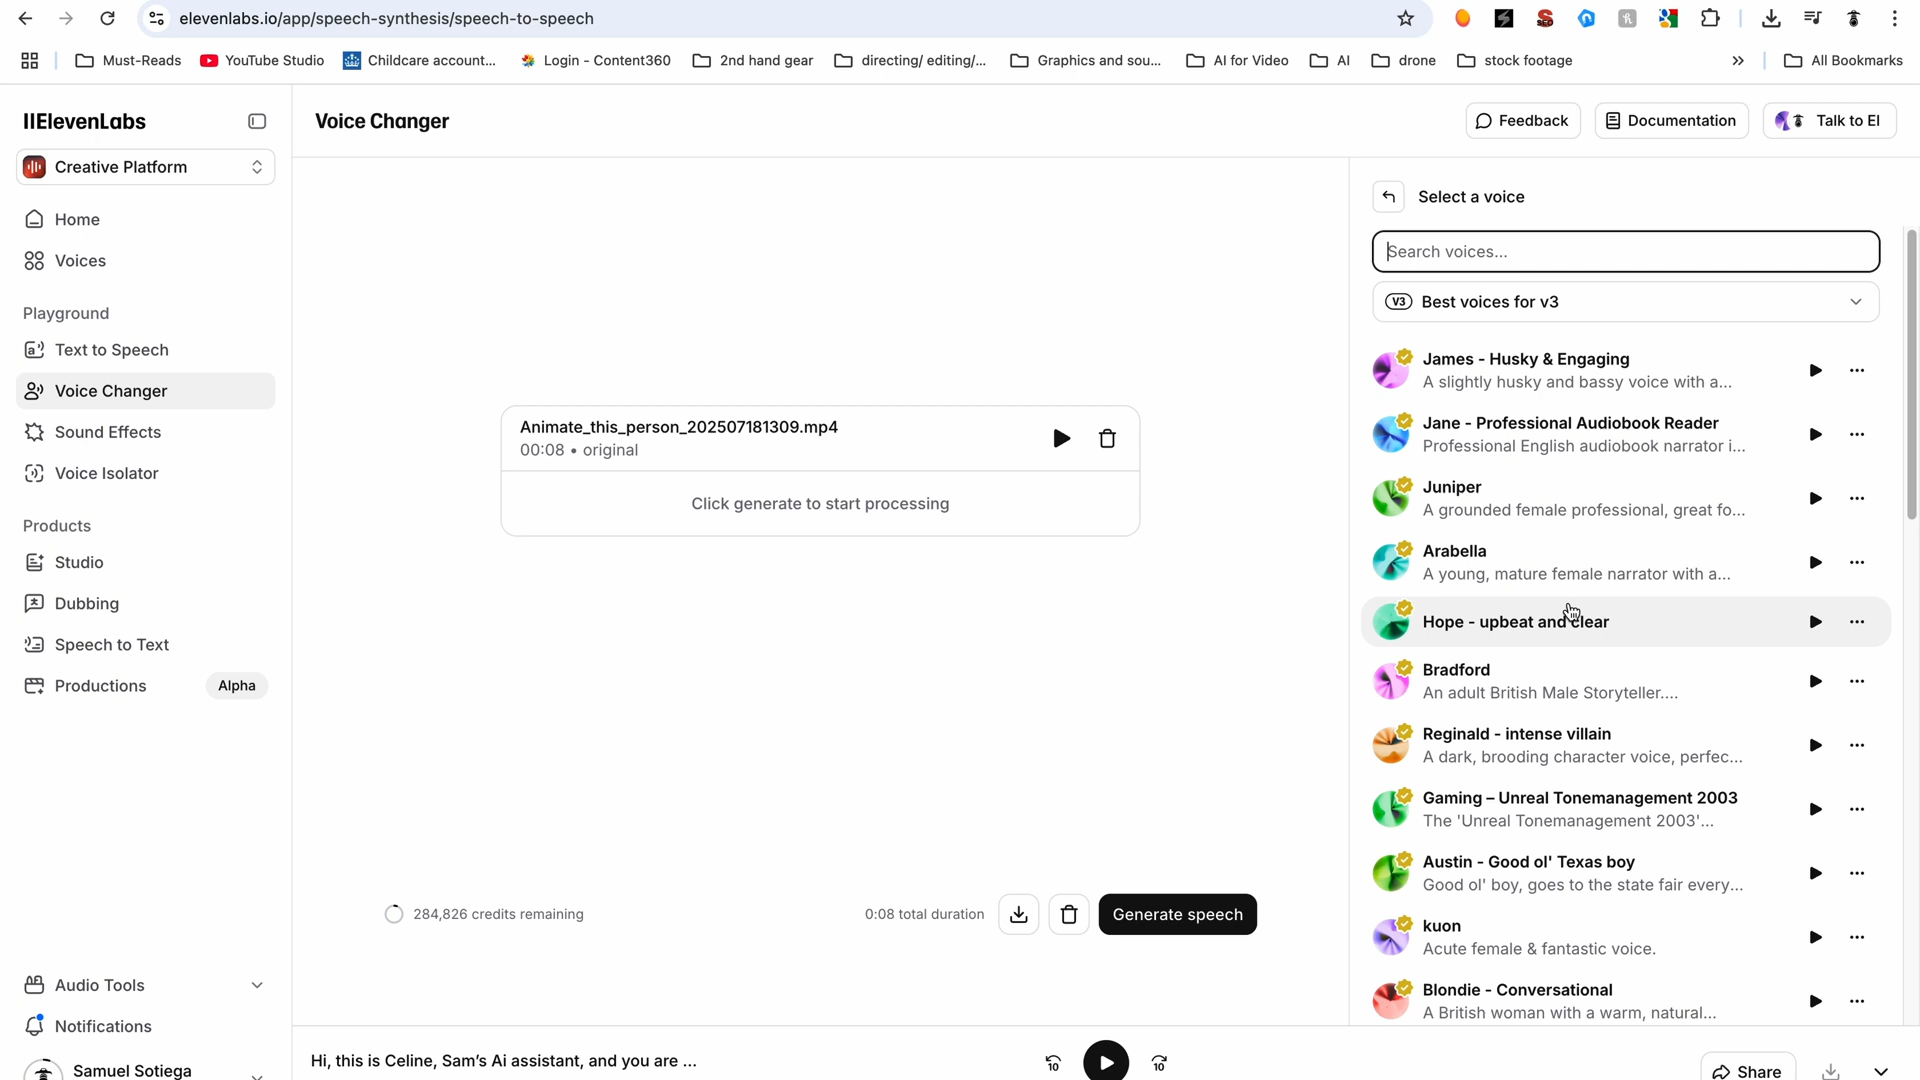 elevenlabs.io/app/speech-synthesis/speech-to-speech
Must-Reads
YouTube Studio
Childcare account...
Login - Content360
2nd hand gear
directing/ editing/...
Graphics and sou...
AI for Video
AI
drone
stock footage
All Bookmarks
IIElevenLabs
Creative Platform
Home
Voices
Playground
Text to Speech
Voice Changer
Sound Effects
Voice Isolator
Products
Studio
Dubbing
Speech to Text
Productions
Alpha
Audio Tools
Notifications
Samuel Sotiega
Voice Changer
Feedback
Documentation
Talk to El
Animate_this_person_202507181309.mp4
00:08 • original
Click generate to start processing
284,826 credits remaining
0:08 total duration
Generate speech
Select a voice
Search voices...
V3 Best voices for v3
James - Husky & Engaging
A slightly husky and bassy voice with a...
Jane - Professional Audiobook Reader
Professional English audiobook narrator i...
Juniper
A grounded female professional, great fo...
Arabella
A young, mature female narrator with a...
Hope - upbeat and clear
Bradford
An adult British Male Storyteller....
Reginald - intense villain
A dark, brooding character voice, perfec...
Gaming – Unreal Tonemanagement 2003
The 'Unreal Tonemanagement 2003'...
Austin - Good ol' Texas boy
Good ol' boy, goes to the state fair every...
kuon
Acute female & fantastic voice.
Blondie - Conversational
A British woman with a warm, natural...
Hi, this is Celine, Sam's Ai assistant, and you are ...
10
10
Share